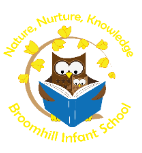 Nature, Nurture, Knowledge
Broomhill Infant School